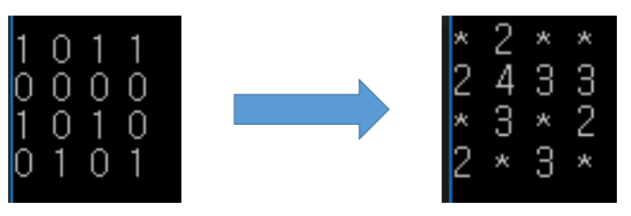 1 0 1 1
0 0 0 0
1 0 1 0
0 1 0 1
* 2 * *
2 4 3 3
* 3 * 2
2 * 3 *